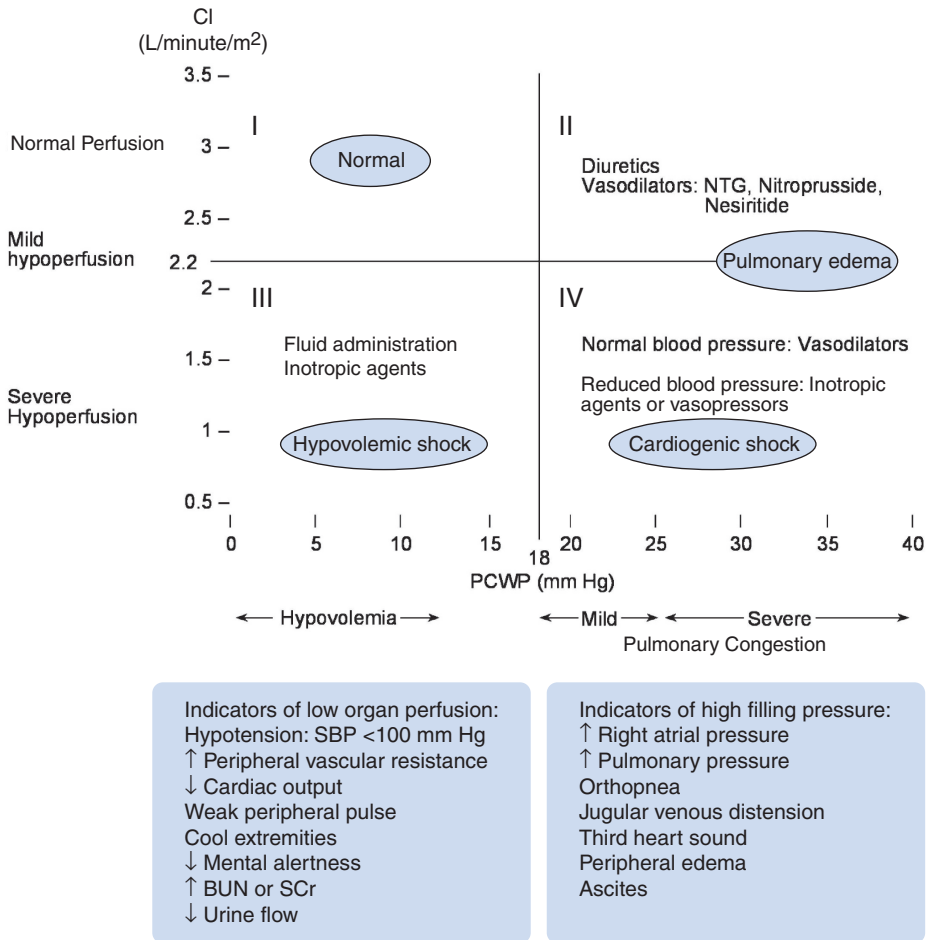 CI
(L/minute/m²)
3.5
I
II
Normal Perfusion
3
Normal
Diuretics
Vasodilators: NTG, Nitroprusside,
Nesiritide
2.5
Mild
hypoperfusion
2.2
Pulmonary edema
2
III
IV
Fluid administration
Inotropic agents
Normal blood pressure: Vasodilators
1.5
Reduced blood pressure: Inotropic
agents or vasopressors
Severe
Hypoperfusion
1
Hypovolemic shock
Cardiogenic shock
0.5
0 5 10 15 18 20 25 30 35 40
PCWP (mm Hg)
Hypovolemia
Mild
Severe
Pulmonary Congestion
Indicators of low organ perfusion:
Hypotension: SBP <100 mm Hg
↑ Peripheral vascular resistance
↓ Cardiac output
Weak peripheral pulse
Cool extremities
↓ Mental alertness
↑ BUN or SCr
↓ Urine flow
Indicators of high filling pressure:
↑ Right atrial pressure
↑ Pulmonary pressure
Orthopnea
Jugular venous distension
Third heart sound
Peripheral edema
Ascites